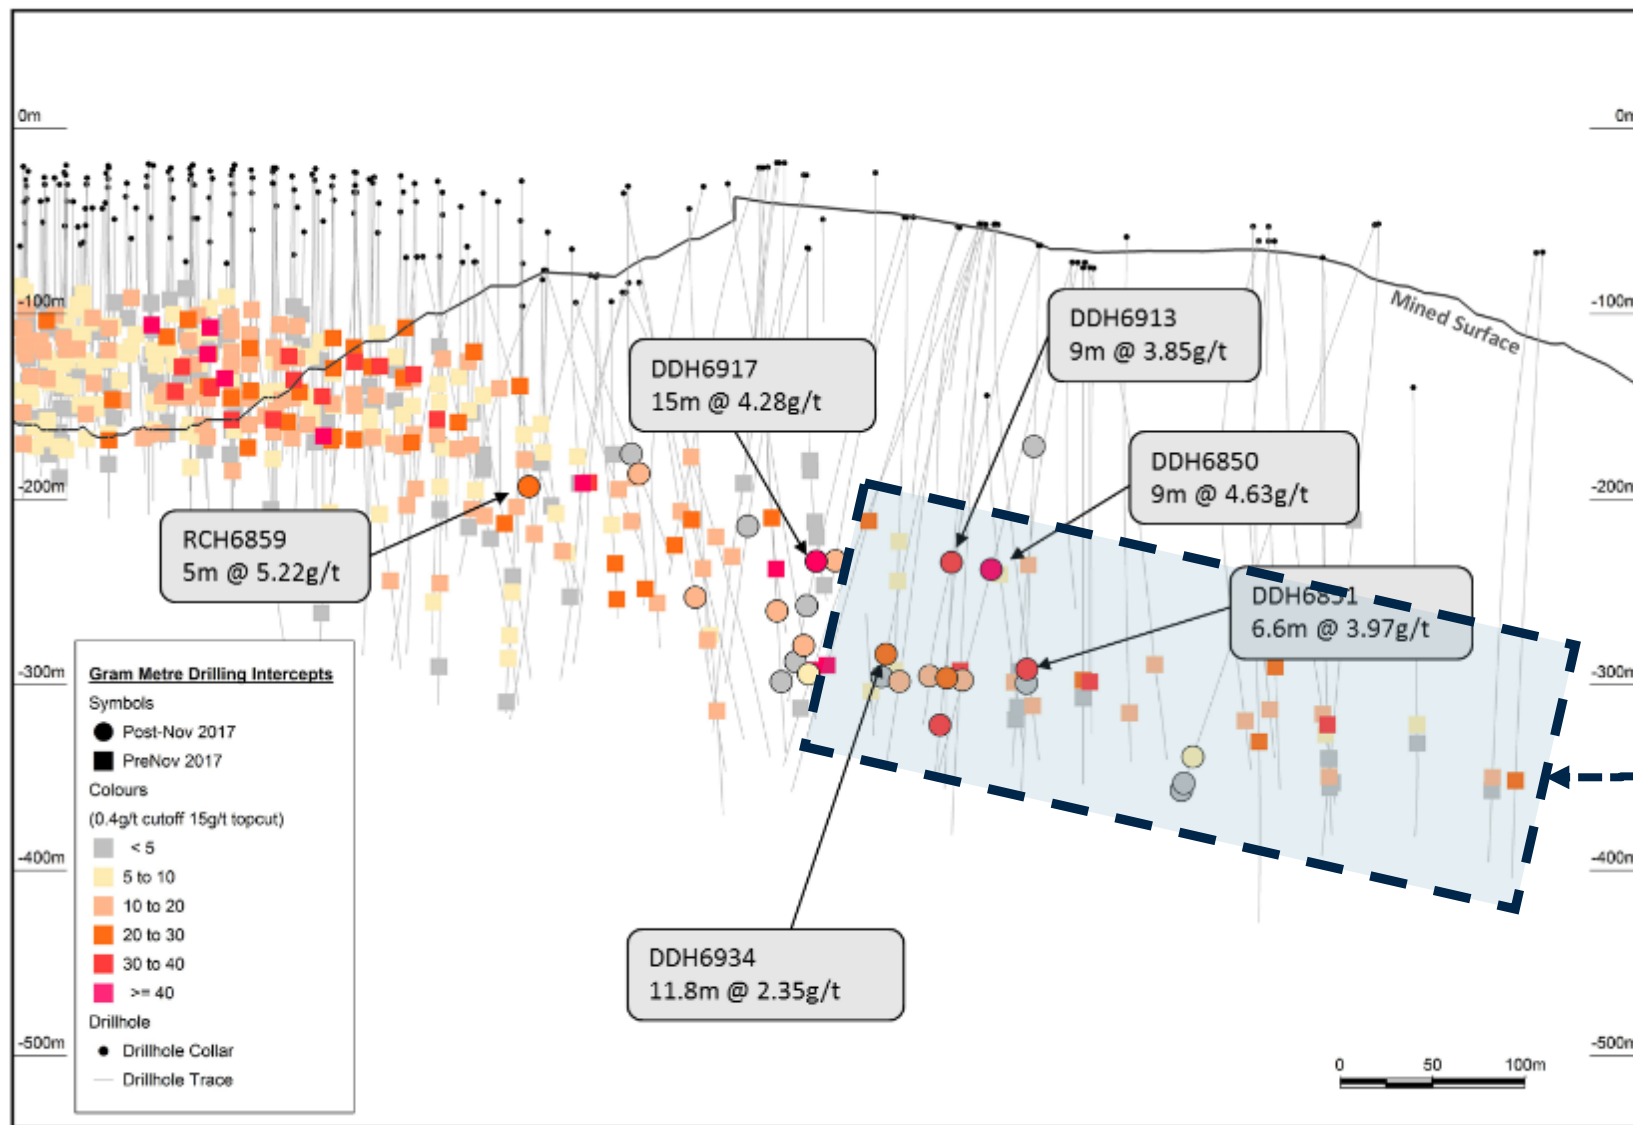 0m
0m
-100m
-100m
Mined Surface
DDH6913
9m @ 3.85g/t
DDH6917
15m @ 4.28g/t
DDH6850
9m @ 4.63g/t
-200m
-200m
RCH6859
5m @ 5.22g/t
6.6m @ 3.97g/t
-300m
-300m
Gram Metre Drilling Intercepts
Symbols
Post-Nov 2017
PreNov 2017
Colours
(0.4g/t cutoff 15g/t topcut)
< 5
5 to 10
10 to 20
20 to 30
30 to 40
>= 40
Drillhole
Drillhole Collar
Drillhole Trace
-400m
-400m
DDH6934
11.8m @ 2.35g/t
-500m
-500m
0 50 100m